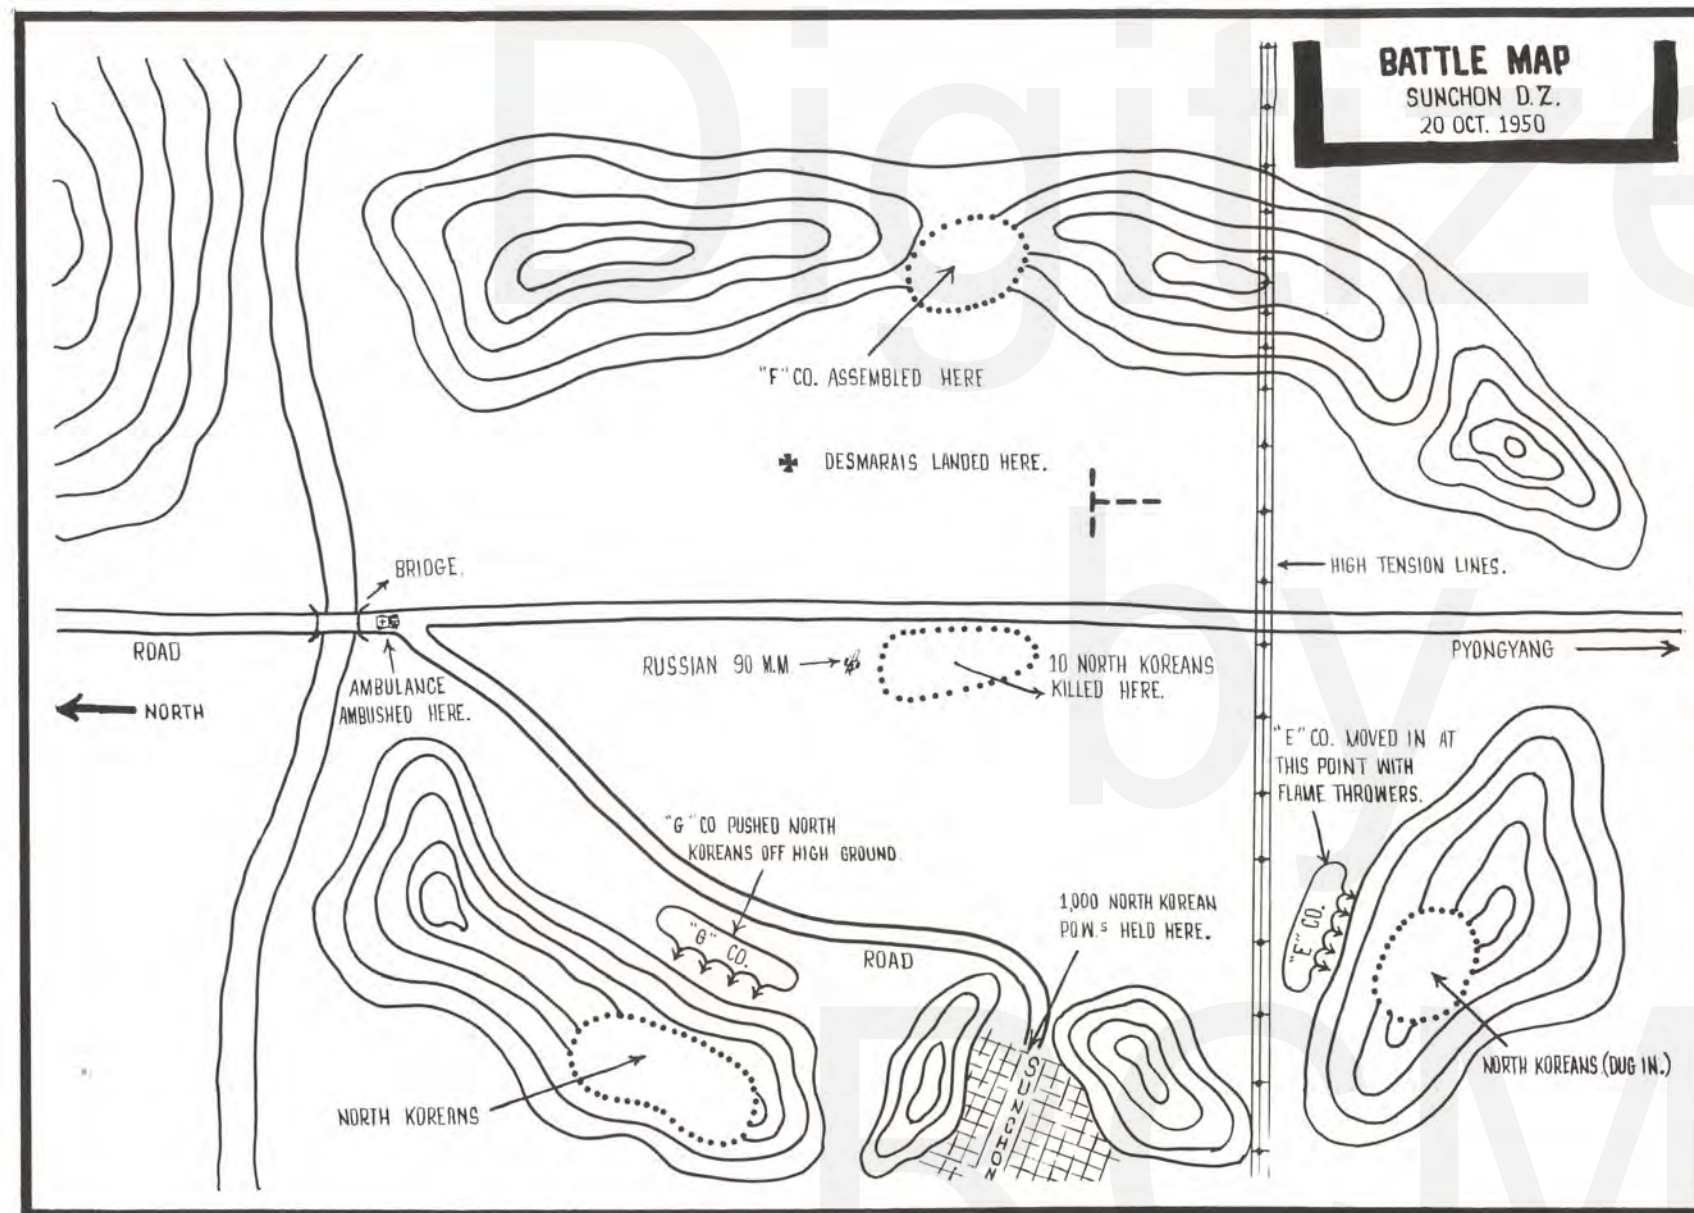 BATTLE MAP
SUNCHON D.Z.
20 OCT. 1950
"F" CO. ASSEMBLED HERE
DESMARAIS LANDED HERE.
BRIDGE.
HIGH TENSION LINES.
ROAD
PYONGYANG
RUSSIAN 90 M.M
10 NORTH KOREANS
KILLED HERE.
AMBULANCE
AMBUSHED HERE.
NORTH
"E" CO. MOVED IN AT
THIS POINT WITH
FLAME THROWERS.
"G" CO PUSHED NORTH
KOREANS OFF HIGH GROUND.
1,000 NORTH KOREAN
P.O.W.S HELD HERE.
"G" CO.
"E" CO.
ROAD
NORTH KOREANS (DUG IN.)
NORTH KOREANS
SUNCHON
Digitize
by
RCM